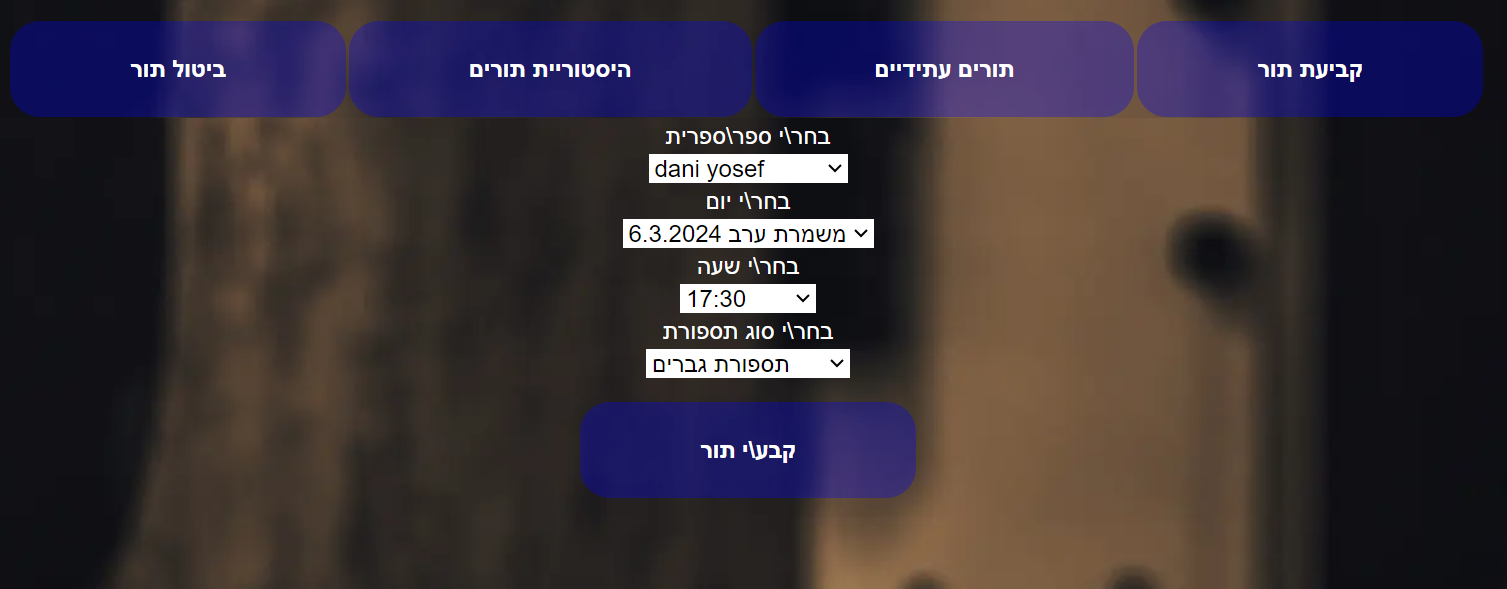 קביעת תור תורים עתידיים היסטוריית תורים ביטול תור
בחר\י ספר\ספרית
dani yosef
בחר\י יום
משמרת ערב 6.3.2024
בחר\י שעה
17:30
בחר\י סוג תספורת
תספורת גברים
קבע\י תור